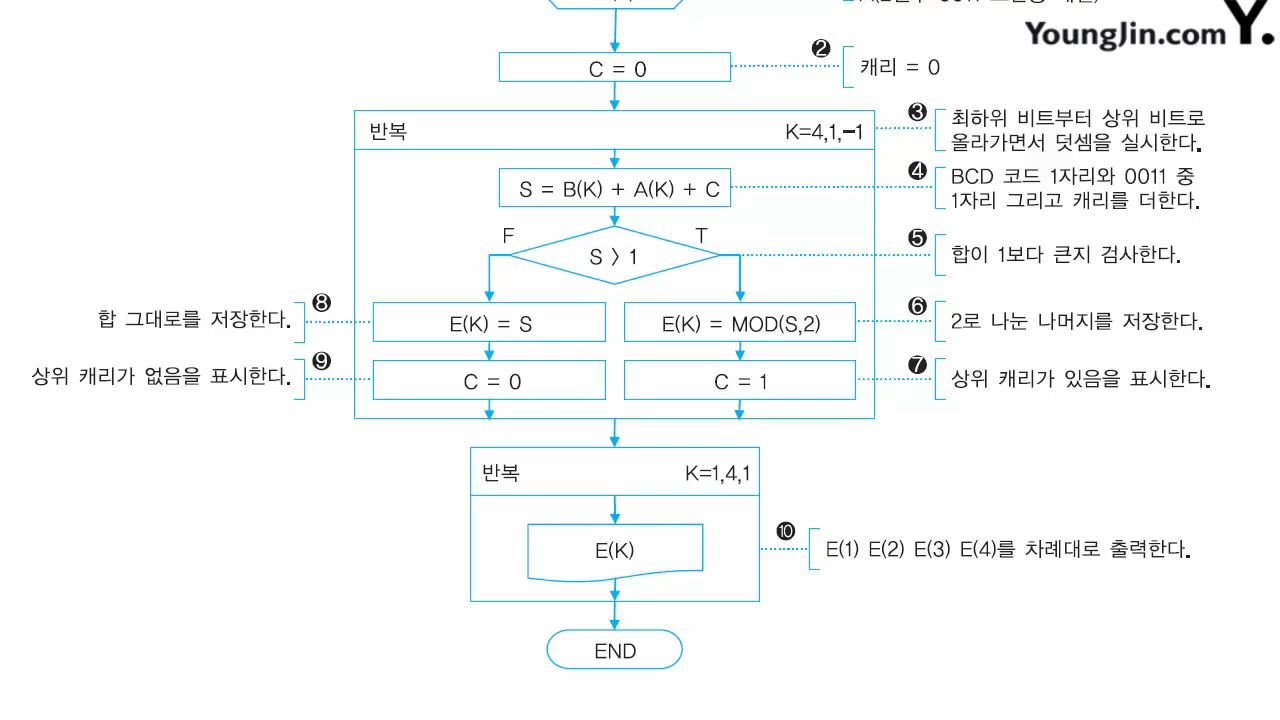 YoungJin.com Y.
❷
C = 0
캐리 = 0
❸
반복 K=4,1,−1
최하위 비트부터 상위 비트로
올라가면서 덧셈을 실시한다.
❹
S = B(K) + A(K) + C
BCD 코드 1자리와 0011 중
1자리 그리고 캐리를 더한다.
F T
❺
S 〉 1
합이 1보다 큰지 검사한다.
❽
합 그대로를 저장한다.
E(K) = S
E(K) = MOD(S,2)
❻
2로 나눈 나머지를 저장한다.
❾
상위 캐리가 없음을 표시한다.
C = 0
C = 1
❼
상위 캐리가 있음을 표시한다.
반복 K=1,4,1
❿
E(K)
E(1) E(2) E(3) E(4)를 차례대로 출력한다.
END